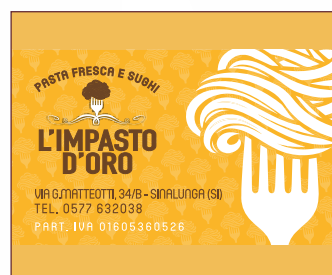 PASTA FRESCA E SUGHI
L'IMPASTO
D'ORO
VIA G.MATTEOTTI, 34/B - SINALUNGA (SI)
TEL. 0577 632038
PART. IVA 01605360526